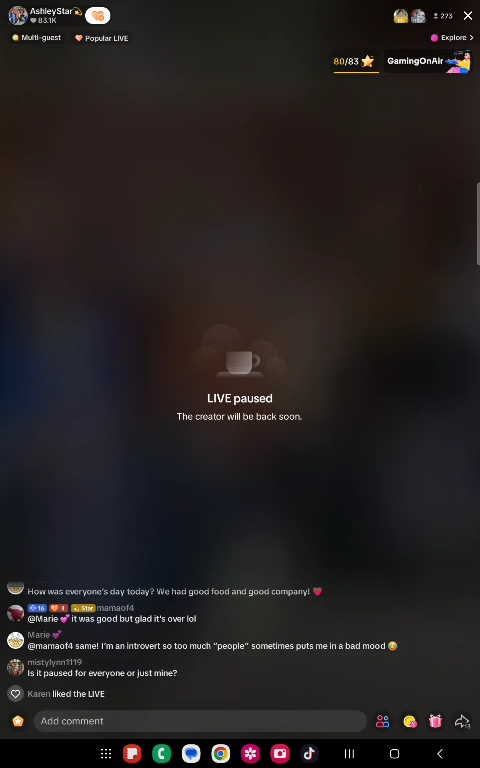 AshleyStar💫
83.1K
273
Multi-guest
Popular LIVE
Explore >
80/83
GamingOnAir
LIVE paused
The creator will be back soon.
How was everyone's day today? We had good food and good company! ❤️
16 II Star mamaof4
@Marie 💕 it was good but glad it's over lol
Marie 💕
@mamaof4 same! I'm an introvert so too much “people” sometimes puts me in a bad mood 😂
mistylynn1119
Is it paused for everyone or just mine?
Karen liked the LIVE
Add comment